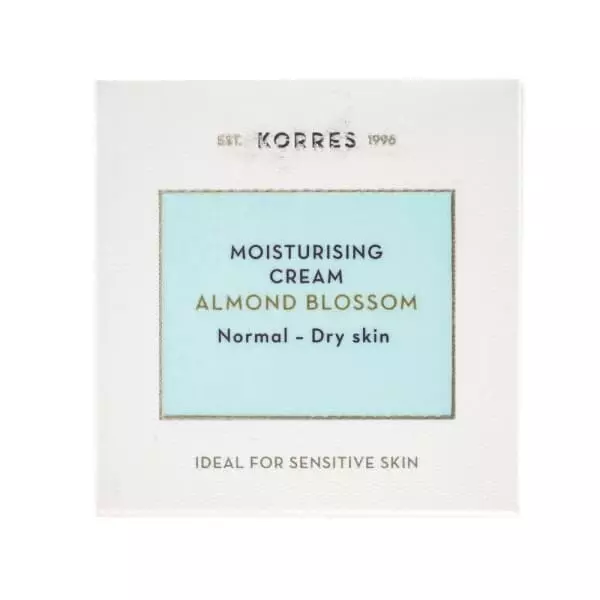 EST. KORRES 1996
MOISTURISING
CREAM
ALMOND BLOSSOM
Normal - Dry skin
IDEAL FOR SENSITIVE SKIN